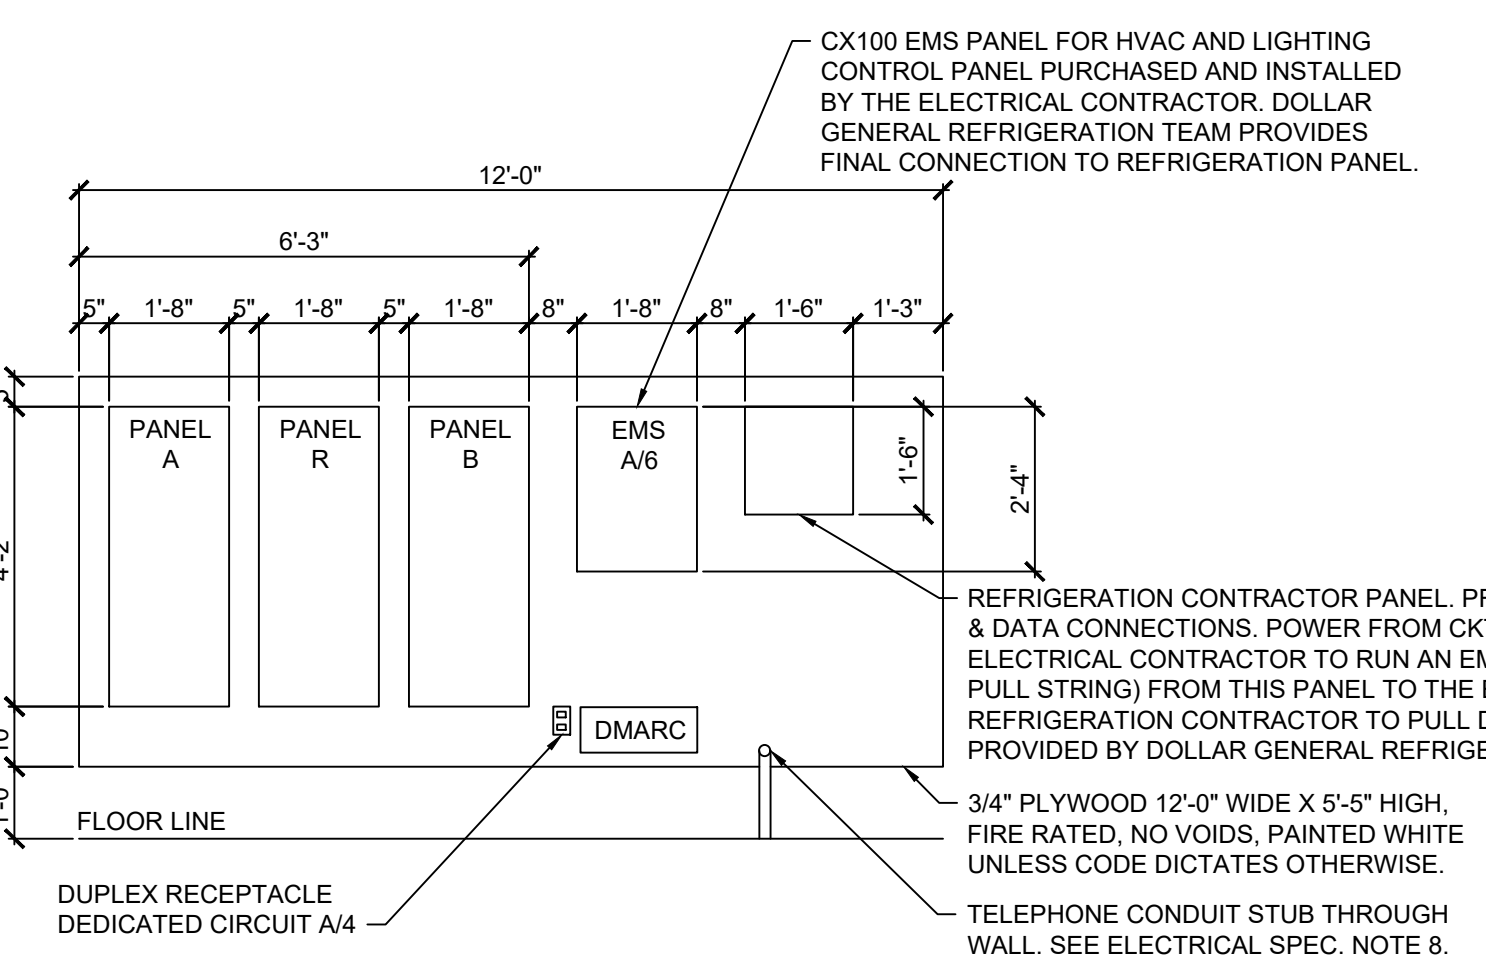 CX100 EMS PANEL FOR HVAC AND LIGHTING
CONTROL PANEL PURCHASED AND INSTALLED
BY THE ELECTRICAL CONTRACTOR. DOLLAR
GENERAL REFRIGERATION TEAM PROVIDES
FINAL CONNECTION TO REFRIGERATION PANEL.
12'-0"
6'-3"
5" 1'-8" 5" 1'-8" 5" 1'-8" 8" 1'-8" 8" 1'-6" 1'-3"
PANEL
A
PANEL
R
PANEL
B
EMS
A/6
1'-6"
2'-4"
REFRIGERATION CONTRACTOR PANEL.
& DATA CONNECTIONS. POWER FROM
ELECTRICAL CONTRACTOR TO RUN AN
PULL STRING) FROM THIS PANEL TO THE
REFRIGERATION CONTRACTOR TO PULL
PROVIDED BY DOLLAR GENERAL
DMARC
3/4" PLYWOOD 12'-0" WIDE X 5'-5" HIGH,
FIRE RATED, NO VOIDS, PAINTED WHITE
UNLESS CODE DICTATES OTHERWISE.
FLOOR LINE
DUPLEX RECEPTACLE
DEDICATED CIRCUIT A/4
TELEPHONE CONDUIT STUB THROUGH
WALL. SEE ELECTRICAL SPEC. NOTE 8.